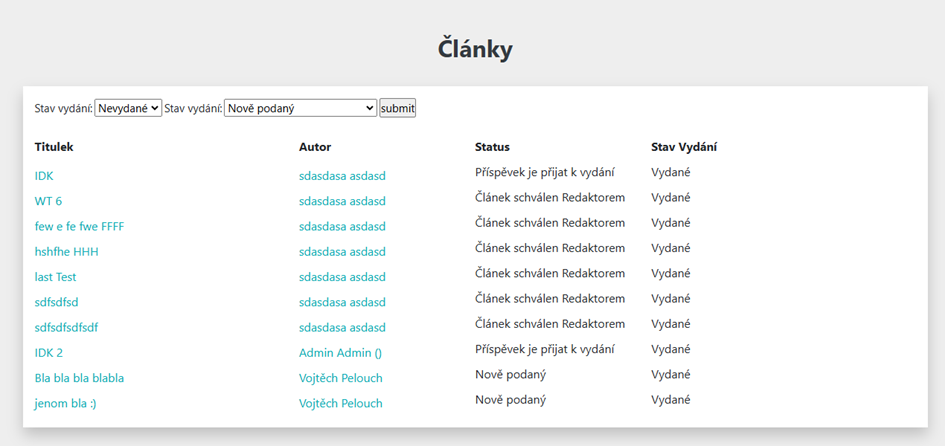 Články
Stav vydání: Nevydané Stav vydání: Nově podaný submit
Titulek Autor Status Stav Vydání
IDK sdasdasa asdasd Příspěvek je přijat k vydání Vydané
WT 6 sdasdasa asdasd Článek schválen Redaktorem Vydané
few e fe fwe FFFF sdasdasa asdasd Článek schválen Redaktorem Vydané
hshfhe HHH sdasdasa asdasd Článek schválen Redaktorem Vydané
last Test sdasdasa asdasd Článek schválen Redaktorem Vydané
sdfsdfsd sdasdasa asdasd Článek schválen Redaktorem Vydané
sdfsdfsdfsdf sdasdasa asdasd Článek schválen Redaktorem Vydané
IDK 2 Admin Admin () Příspěvek je přijat k vydání Vydané
Bla bla bla blabla Vojtěch Pelouch Nově podaný Vydané
jenom bla :) Vojtěch Pelouch Nově podaný Vydané